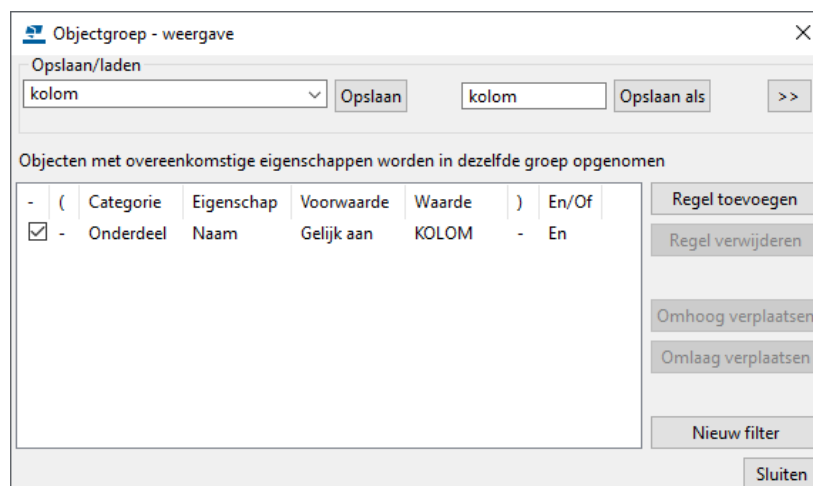 Objectgroep - weergave
Opslaan/laden
kolom Opslaan kolom Opslaan als >>
Objecten met overeenkomstige eigenschappen worden in dezelfde groep opgenomen
- ( Categorie Eigenschap Voorwaarde Waarde ) En/Of
- Onderdeel Naam Gelijk aan KOLOM - En
Regel toevoegen
Regel verwijderen
Omhoog verplaatsen
Omlaag verplaatsen
Nieuw filter
Sluiten